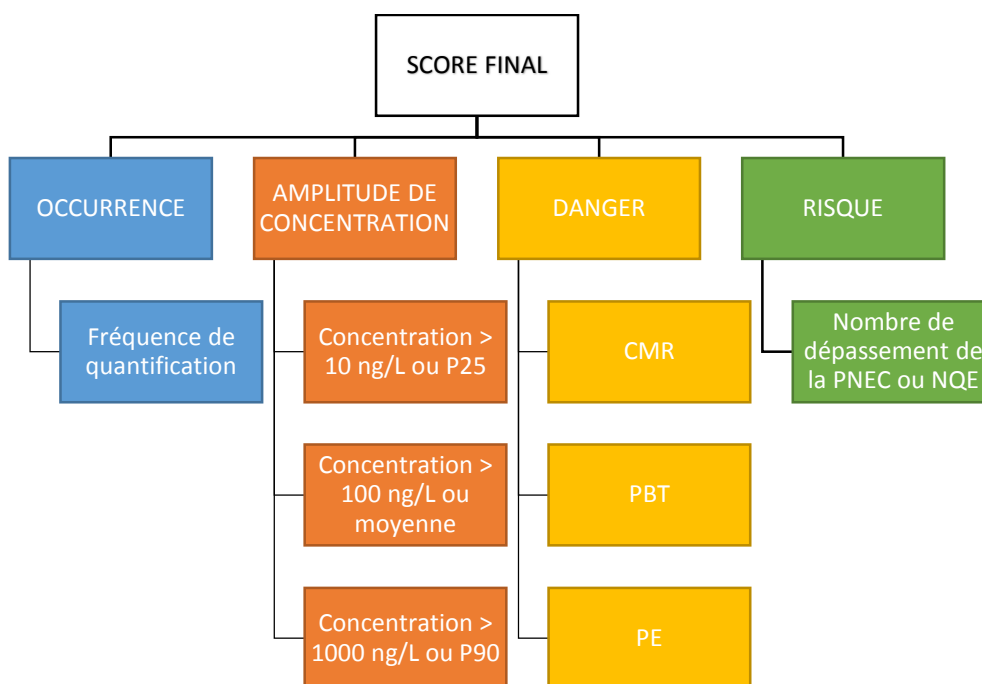 SCORE FINAL
OCCURRENCE
Fréquence de
quantification
AMPLITUDE DE
CONCENTRATION
Concentration >
10 ng/L ou P25
Concentration >
100 ng/L ou
moyenne
Concentration >
1000 ng/L ou P90
DANGER
CMR
PBT
PE
RISQUE
Nombre de
dépassement de
la PNEC ou NQE